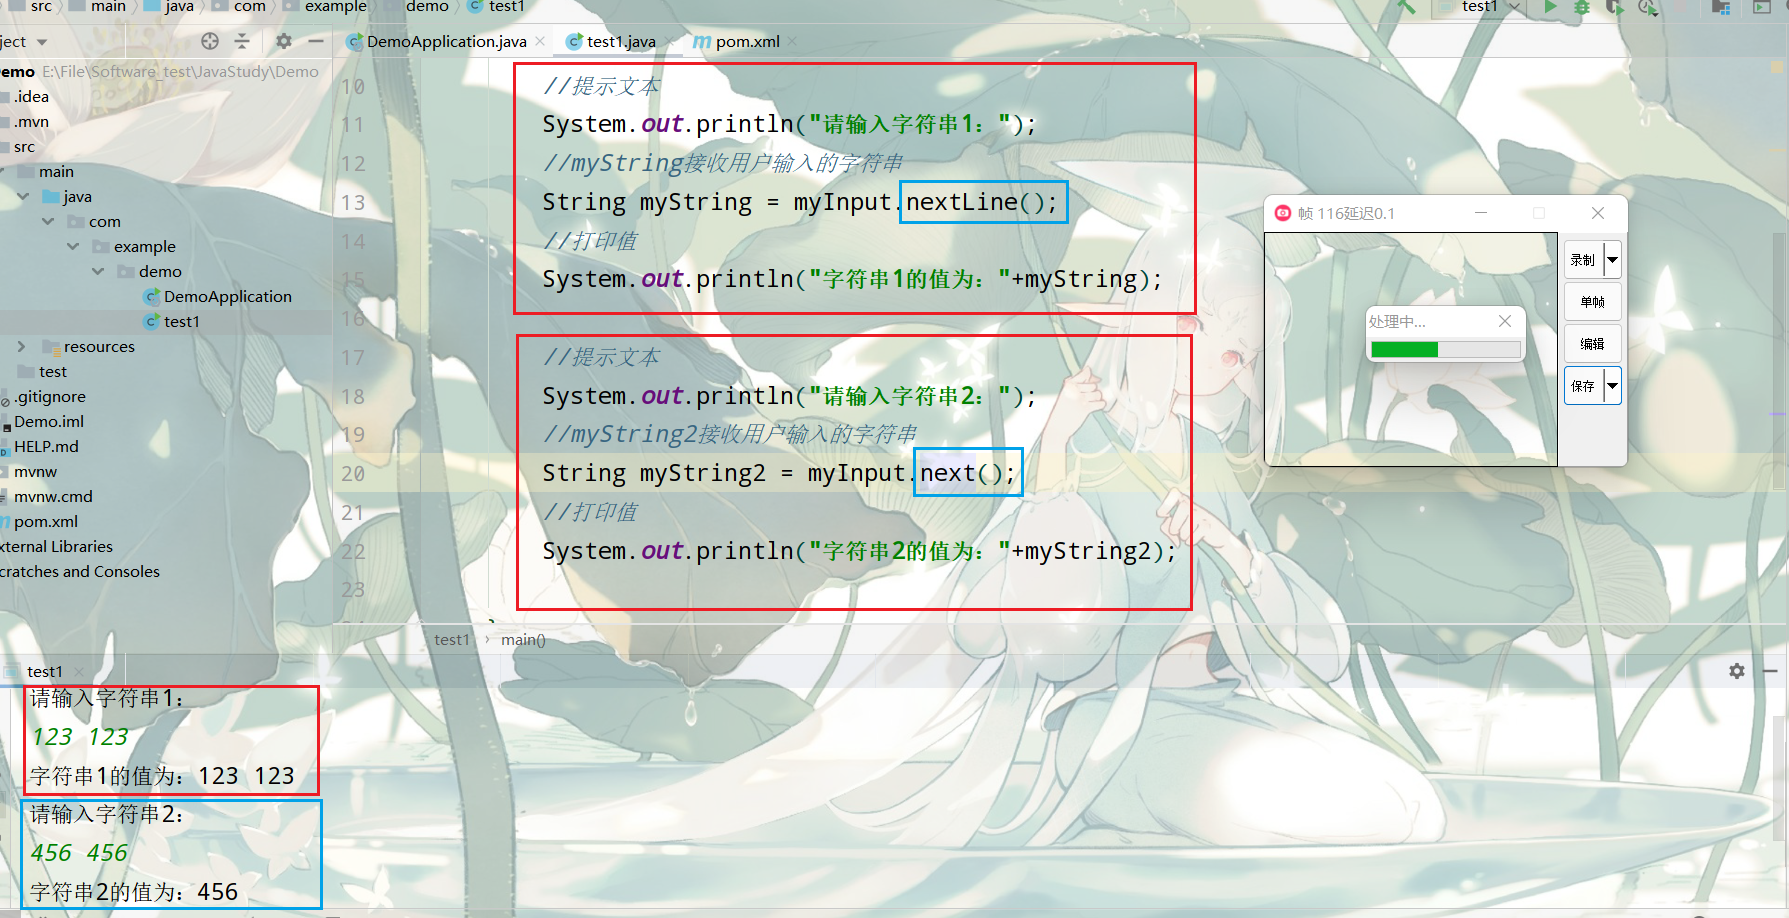 src › main › java › com › example › demo › test1
test1
ject
DemoApplication.java
test1.java
pom.xml
emo E:\File\Software_test\JavaStudy\Demo
.idea
.mvn
src
main
java
com
example
demo
DemoApplication
test1
resources
test
.gitignore
Demo.iml
HELP.md
mvnw
mvnw.cmd
pom.xml
xternal Libraries
cratches and Consoles
10 //提示文本
11 System.out.println("请输入字符串1: ");
12 //myString接收用户输入的字符串
13 String myString = myInput.nextLine();
14 //打印值
15 System.out.println("字符串1的值为: "+myString);
16
17 //提示文本
18 System.out.println("请输入字符串2: ");
19 //myString2接收用户输入的字符串
20 String myString2 = myInput.next();
21 //打印值
22 System.out.println("字符串2的值为: "+myString2);
23
test1 › main()
帧 116延迟0.1
录制
单帧
编辑
保存
处理中...
test1
请输入字符串1:
123 123
字符串1的值为: 123 123
请输入字符串2:
456 456
字符串2的值为: 456